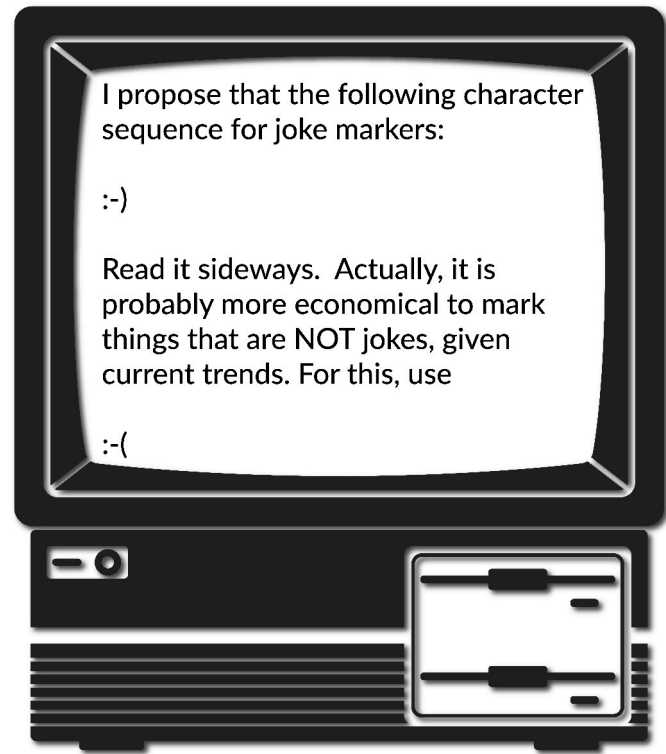 I propose that the following character
sequence for joke markers:
:-)
Read it sideways.  Actually, it is
probably more economical to mark
things that are NOT jokes, given
current trends. For this, use
:-(